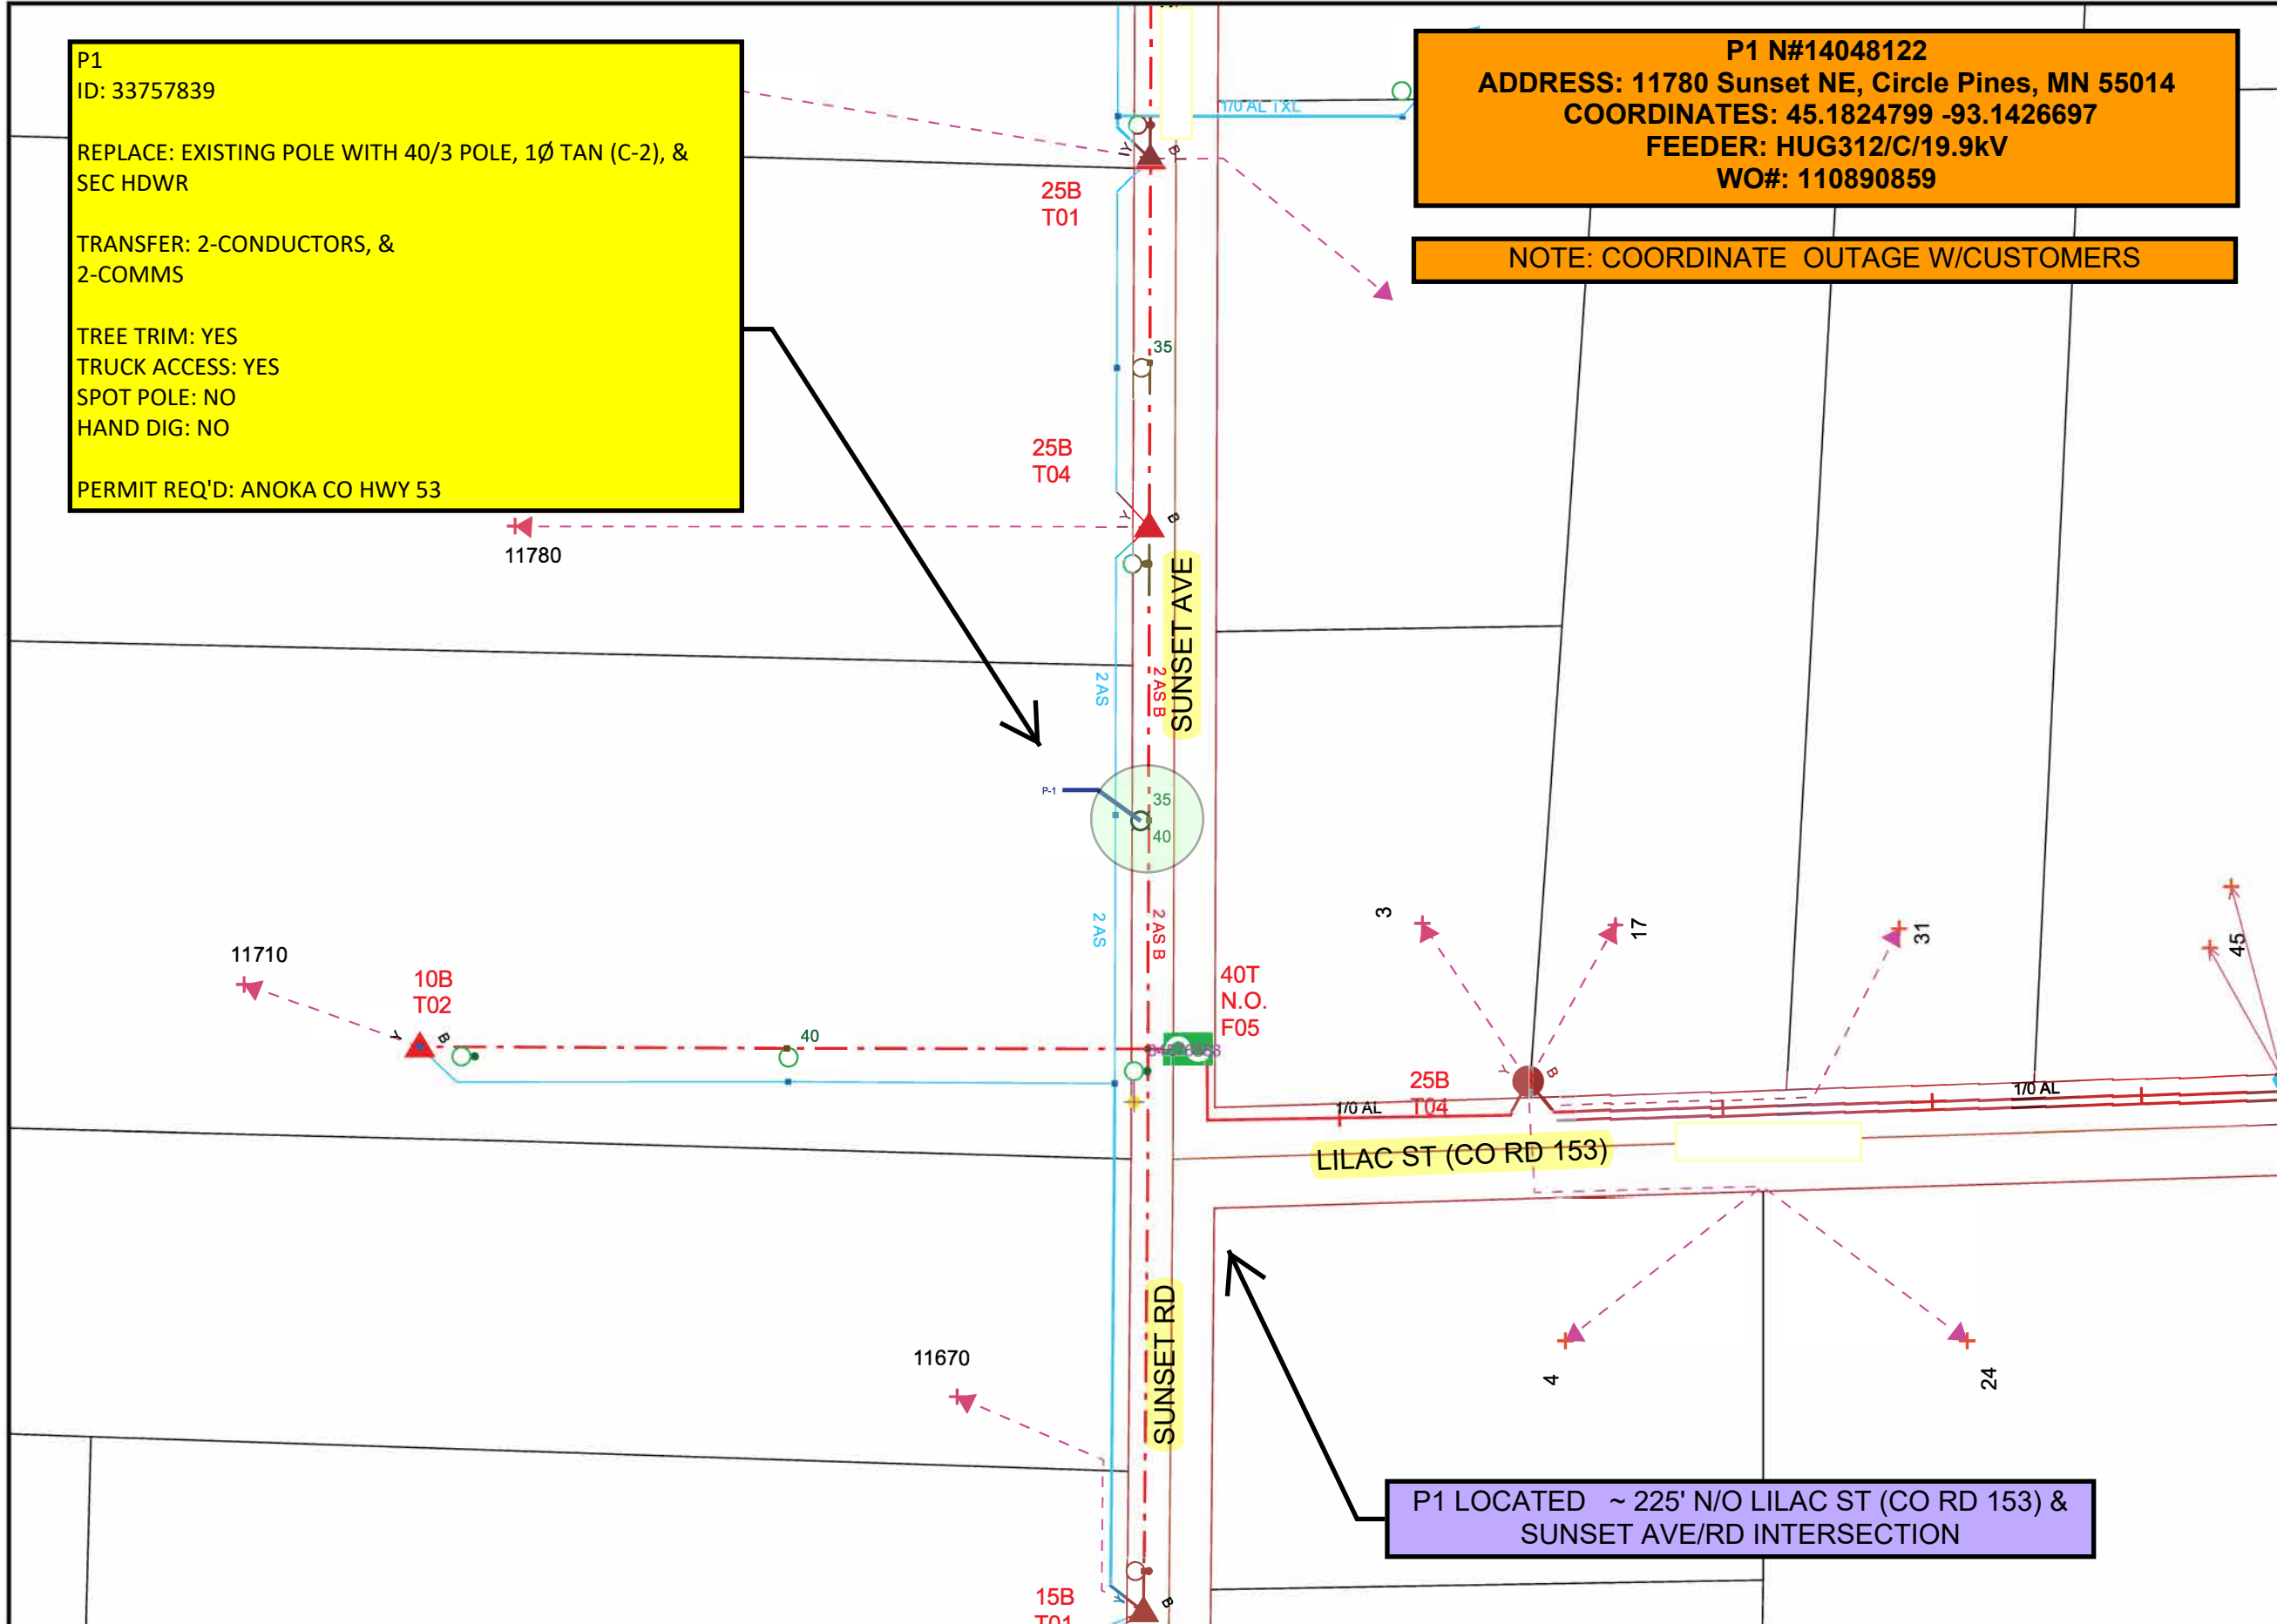 P1
ID: 33757839
REPLACE: EXISTING POLE WITH 40/3 POLE, 1Ø TAN (C-2), &
SEC HDWR
TRANSFER: 2-CONDUCTORS, &
2-COMMS
TREE TRIM: YES
TRUCK ACCESS: YES
SPOT POLE: NO
HAND DIG: NO
PERMIT REQ'D: ANOKA CO HWY 53
P1 N#14048122
ADDRESS: 11780 Sunset NE, Circle Pines, MN 55014
COORDINATES: 45.1824799 -93.1426697
FEEDER: HUG312/C/19.9kV
WO#: 110890859
NOTE: COORDINATE OUTAGE W/CUSTOMERS
1/0 AL TXL
Y
B
25B
T01
35
25B
T04
Y
B
11780
SUNSET AVE
2 AS
2 AS B
P-1
35
40
2 AS
2 AS B
11710
10B
T02
Y
B
40
40T
N.O.
F05
3
17
31
45
25B
T04
Y
B
1/0 AL
1/0 AL
LILAC ST (CO RD 153)
SUNSET RD
11670
4
24
P1 LOCATED ~ 225' N/O LILAC ST (CO RD 153) &
SUNSET AVE/RD INTERSECTION
15B
T01
Y
B